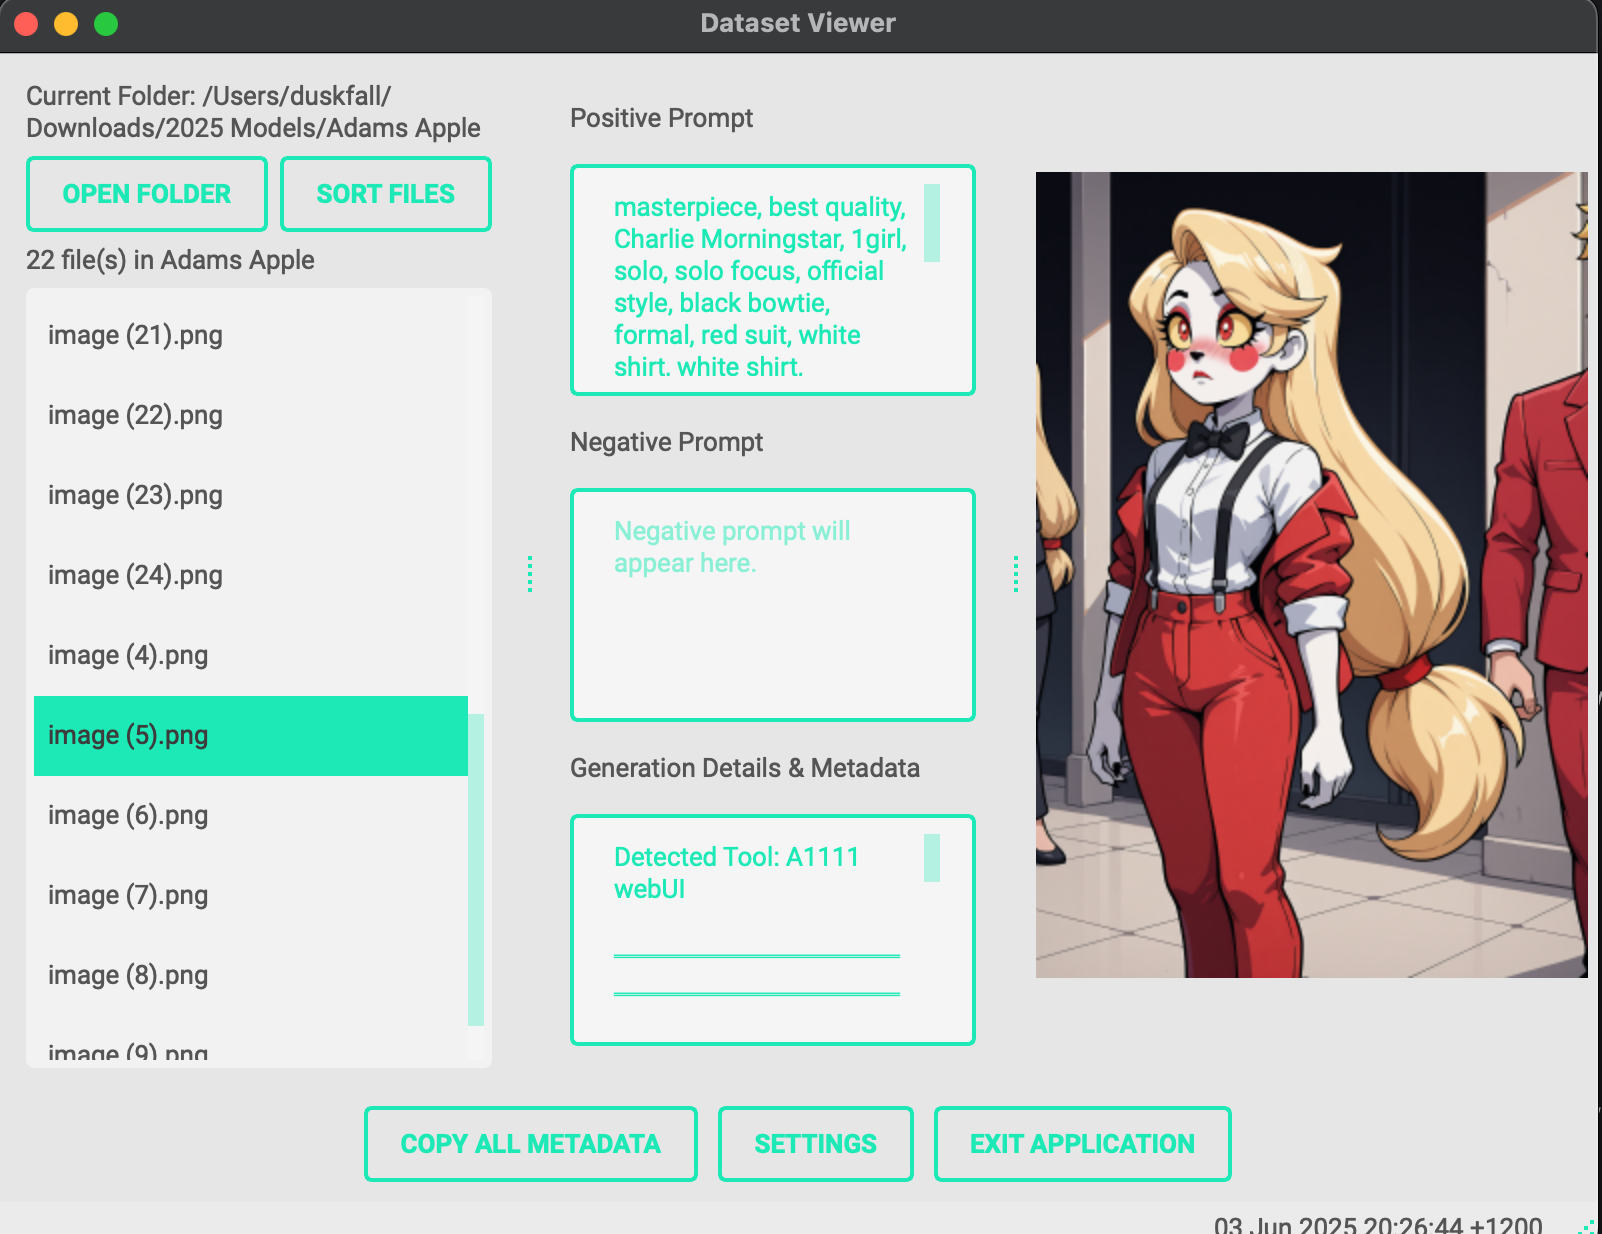 Dataset Viewer
Current Folder: /Users/duskfall/
Downloads/2025 Models/Adams Apple
OPEN FOLDER
SORT FILES
22 file(s) in Adams Apple
image (21).png
image (22).png
image (23).png
image (24).png
image (4).png
image (5).png
image (6).png
image (7).png
image (8).png
image (9).png
Positive Prompt
masterpiece, best quality,
Charlie Morningstar, 1girl,
solo, solo focus, official
style, black bowtie,
formal, red suit, white
shirt. white shirt.
Negative Prompt
Negative prompt will
appear here.
Generation Details & Metadata
Detected Tool: A1111
webUI
COPY ALL METADATA
SETTINGS
EXIT APPLICATION
03 Jun 2025 20:26:44 +1200